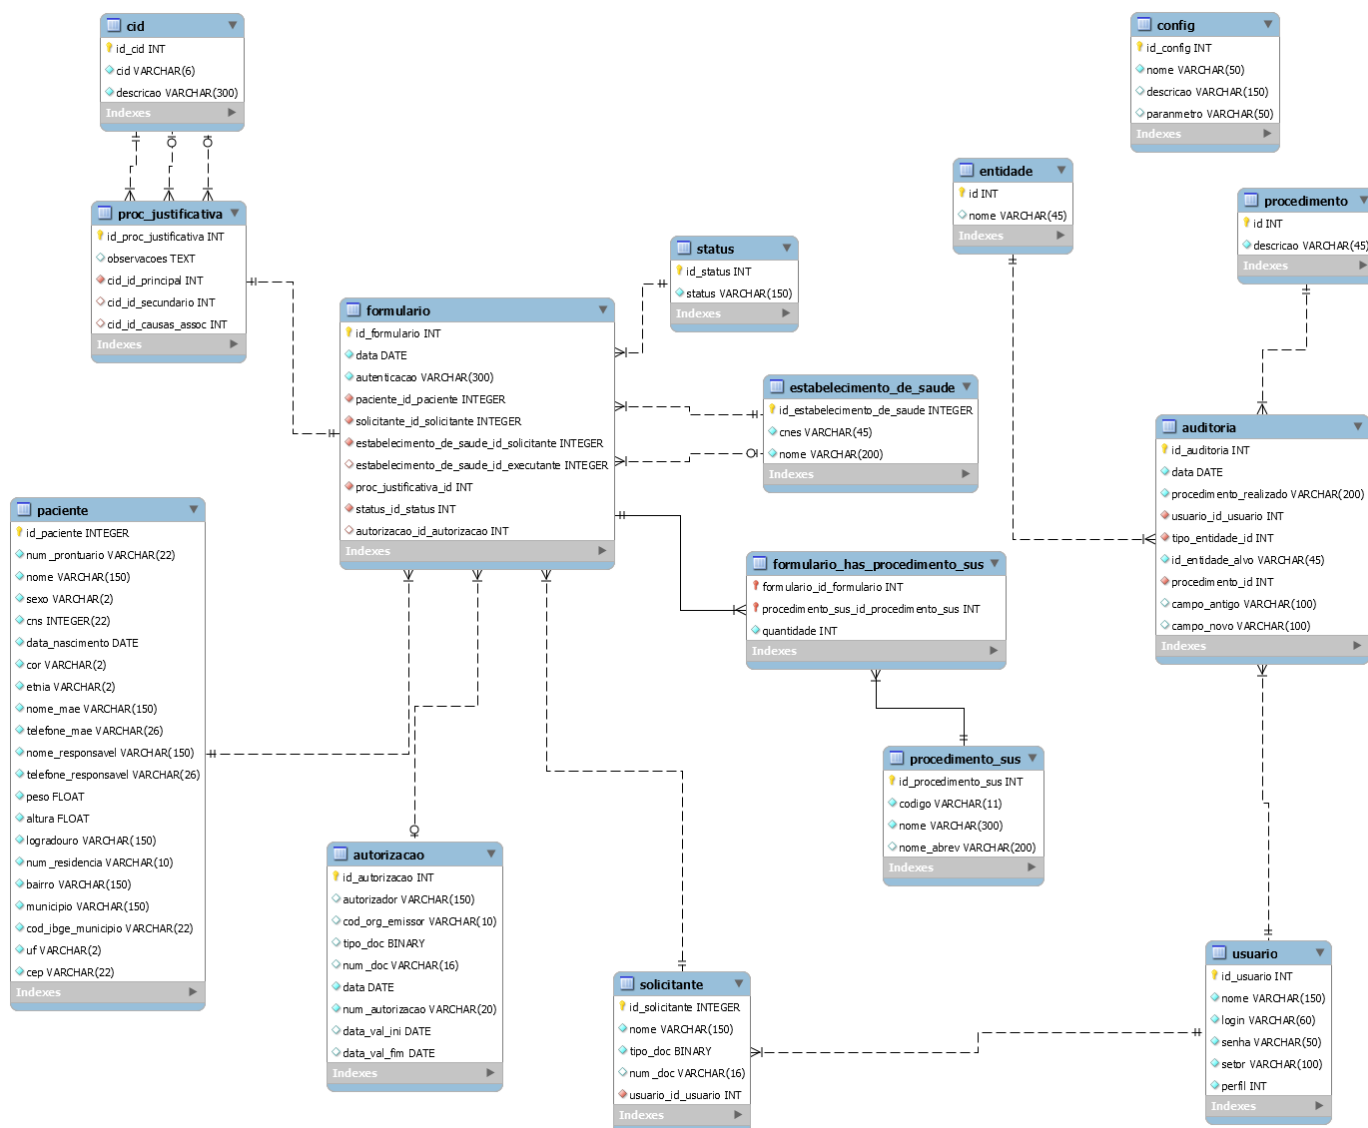 cid
id_cid INT
cid VARCHAR(6)
descricao VARCHAR(300)
Indexes
config
id_config INT
nome VARCHAR(50)
descricao VARCHAR(150)
paranmetro VARCHAR(50)
Indexes
entidade
id INT
nome VARCHAR(45)
Indexes
procedimento
id INT
descricao VARCHAR(45)
Indexes
proc_justificativa
id_proc_justificativa INT
observacoes TEXT
cid_id_principal INT
cid_id_secundario INT
cid_id_causas_assoc INT
Indexes
status
id_status INT
status VARCHAR(150)
Indexes
formulario
id_formulario INT
data DATE
autenticacao VARCHAR(300)
paciente_id_paciente INTEGER
solicitante_id_solicitante INTEGER
estabelecimento_de_saude_id_solicitante INTEGER
estabelecimento_de_saude_id_executante INTEGER
proc_justificativa_id INT
status_id_status INT
autorizacao_id_autorizacao INT
Indexes
estabelecimento_de_saude
id_estabelecimento_de_saude INTEGER
cnes VARCHAR(45)
nome VARCHAR(200)
Indexes
auditoria
id_auditoria INT
data DATE
procedimento_realizado VARCHAR(200)
usuario_id_usuario INT
tipo_entidade_id INT
id_entidade_alvo VARCHAR(45)
procedimento_id INT
campo_antigo VARCHAR(100)
campo_novo VARCHAR(100)
Indexes
paciente
id_paciente INTEGER
num_prontuario VARCHAR(22)
nome VARCHAR(150)
sexo VARCHAR(2)
cns INTEGER(22)
data_nascimento DATE
cor VARCHAR(2)
etnia VARCHAR(2)
nome_mae VARCHAR(150)
telefone_mae VARCHAR(26)
nome_responsavel VARCHAR(150)
telefone_responsavel VARCHAR(26)
peso FLOAT
altura FLOAT
logradouro VARCHAR(150)
num_residencia VARCHAR(10)
bairro VARCHAR(150)
municipio VARCHAR(150)
cod_ibge_municipio VARCHAR(22)
uf VARCHAR(2)
cep VARCHAR(22)
Indexes
formulario_has_procedimento_sus
formulario_id_formulario INT
procedimento_sus_id_procedimento_sus INT
quantidade INT
Indexes
procedimento_sus
id_procedimento_sus INT
codigo VARCHAR(11)
nome VARCHAR(300)
nome_abrev VARCHAR(200)
Indexes
autorizacao
id_autorizacao INT
autorizador VARCHAR(150)
cod_org_emissor VARCHAR(10)
tipo_doc BINARY
num_doc VARCHAR(16)
data DATE
num_autorizacao VARCHAR(20)
data_val_ini DATE
data_val_fim DATE
Indexes
solicitante
id_solicitante INTEGER
nome VARCHAR(150)
tipo_doc BINARY
num_doc VARCHAR(16)
usuario_id_usuario INT
Indexes
usuario
id_usuario INT
nome VARCHAR(150)
login VARCHAR(60)
senha VARCHAR(50)
setor VARCHAR(100)
perfil INT
Indexes